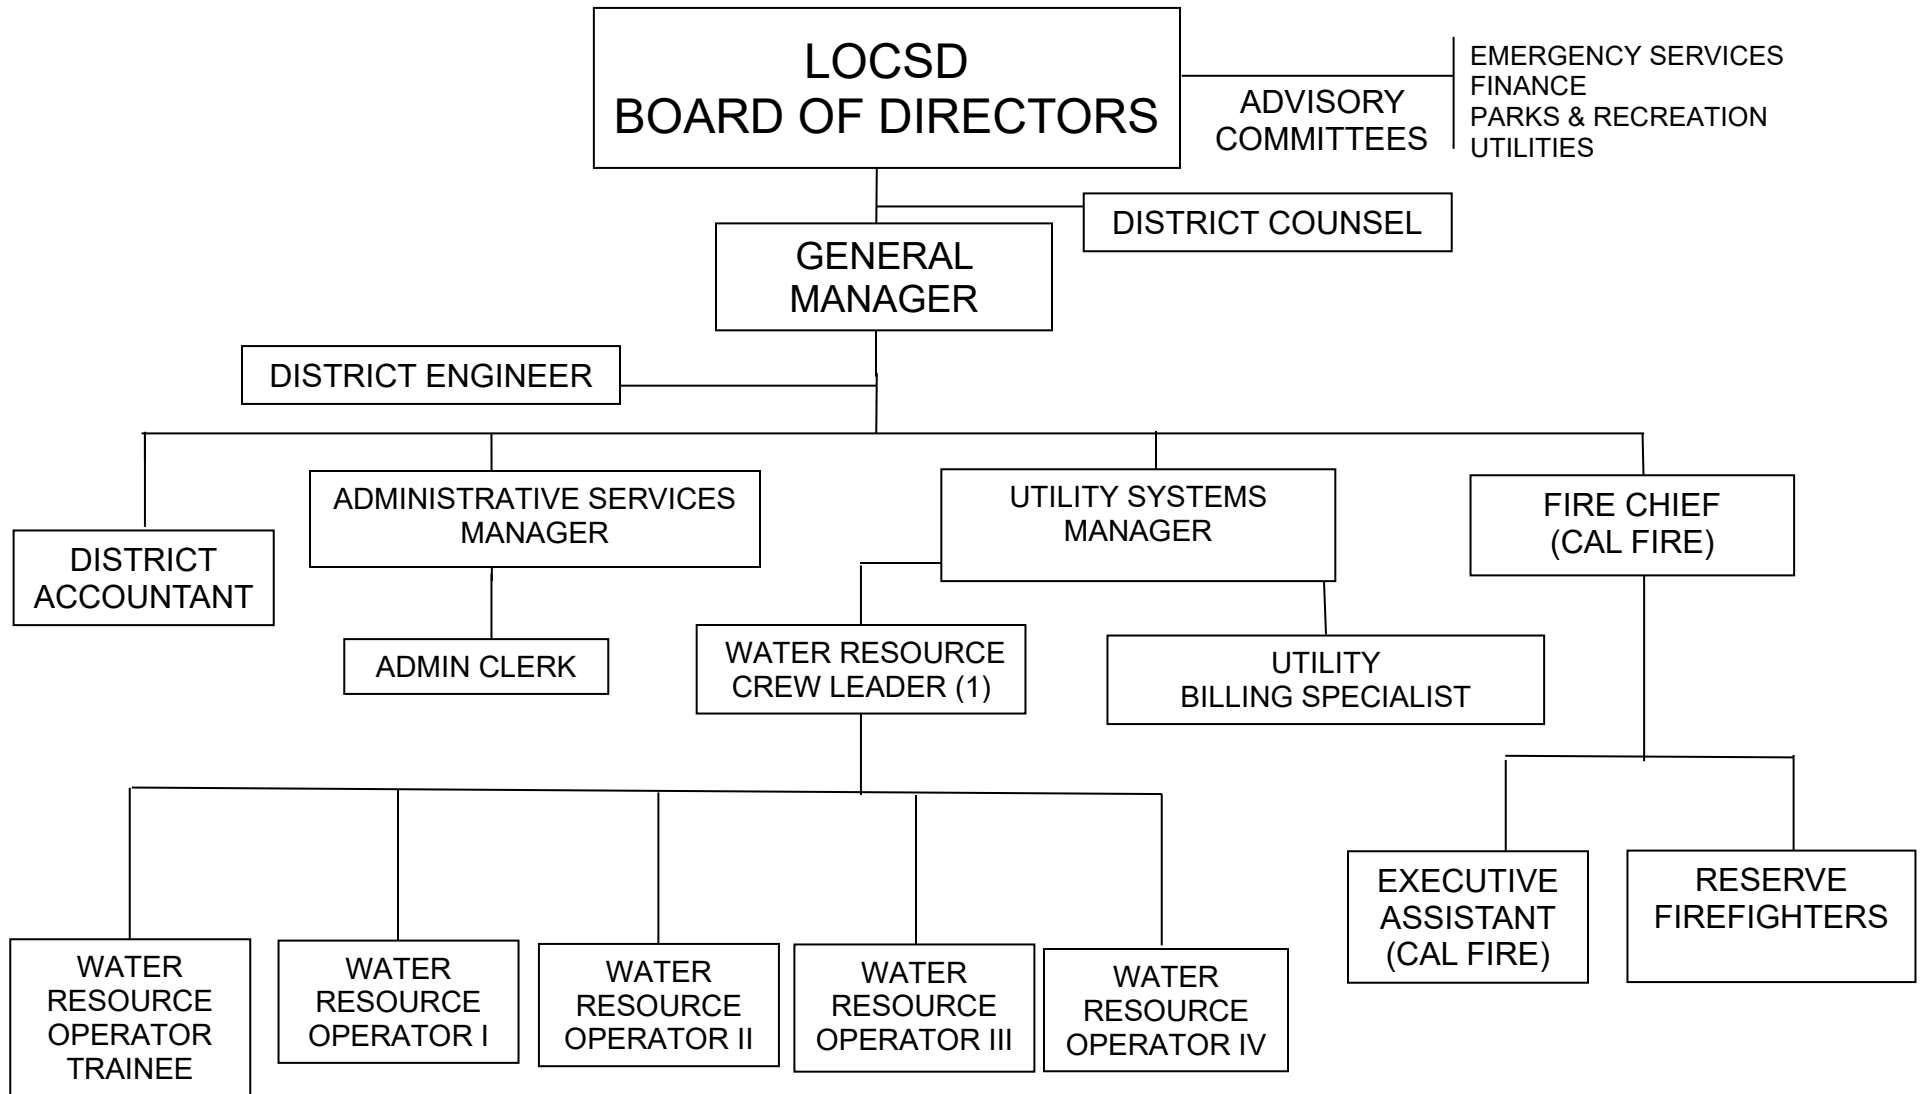 LOCSD
BOARD OF DIRECTORS
ADVISORY
COMMITTEES
EMERGENCY SERVICES
FINANCE
PARKS & RECREATION
UTILITIES
DISTRICT COUNSEL
GENERAL
MANAGER
DISTRICT ENGINEER
DISTRICT
ACCOUNTANT
ADMINISTRATIVE SERVICES
MANAGER
UTILITY SYSTEMS
MANAGER
FIRE CHIEF
(CAL FIRE)
ADMIN CLERK
WATER RESOURCE
CREW LEADER (1)
UTILITY
BILLING SPECIALIST
EXECUTIVE
ASSISTANT
(CAL FIRE)
RESERVE
FIREFIGHTERS
WATER
RESOURCE
OPERATOR
TRAINEE
WATER
RESOURCE
OPERATOR I
WATER
RESOURCE
OPERATOR II
WATER
RESOURCE
OPERATOR III
WATER
RESOURCE
OPERATOR IV